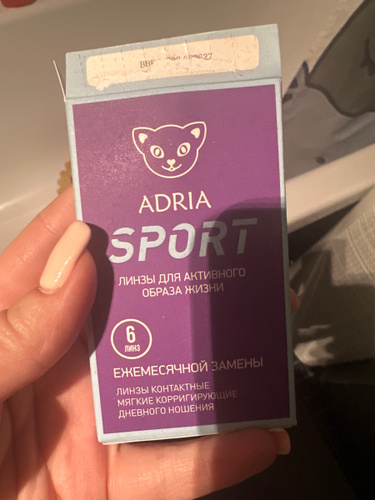 ADRIA
SPORT
ЛИНЗЫ ДЛЯ АКТИВНОГО
ОБРАЗА ЖИЗНИ
6
ЛИНЗ
ЕЖЕМЕСЯЧНОЙ ЗАМЕНЫ
ЛИНЗЫ КОНТАКТНЫЕ
МЯГКИЕ КОРРИГИРУЮЩИЕ
ДНЕВНОГО НОШЕНИЯ